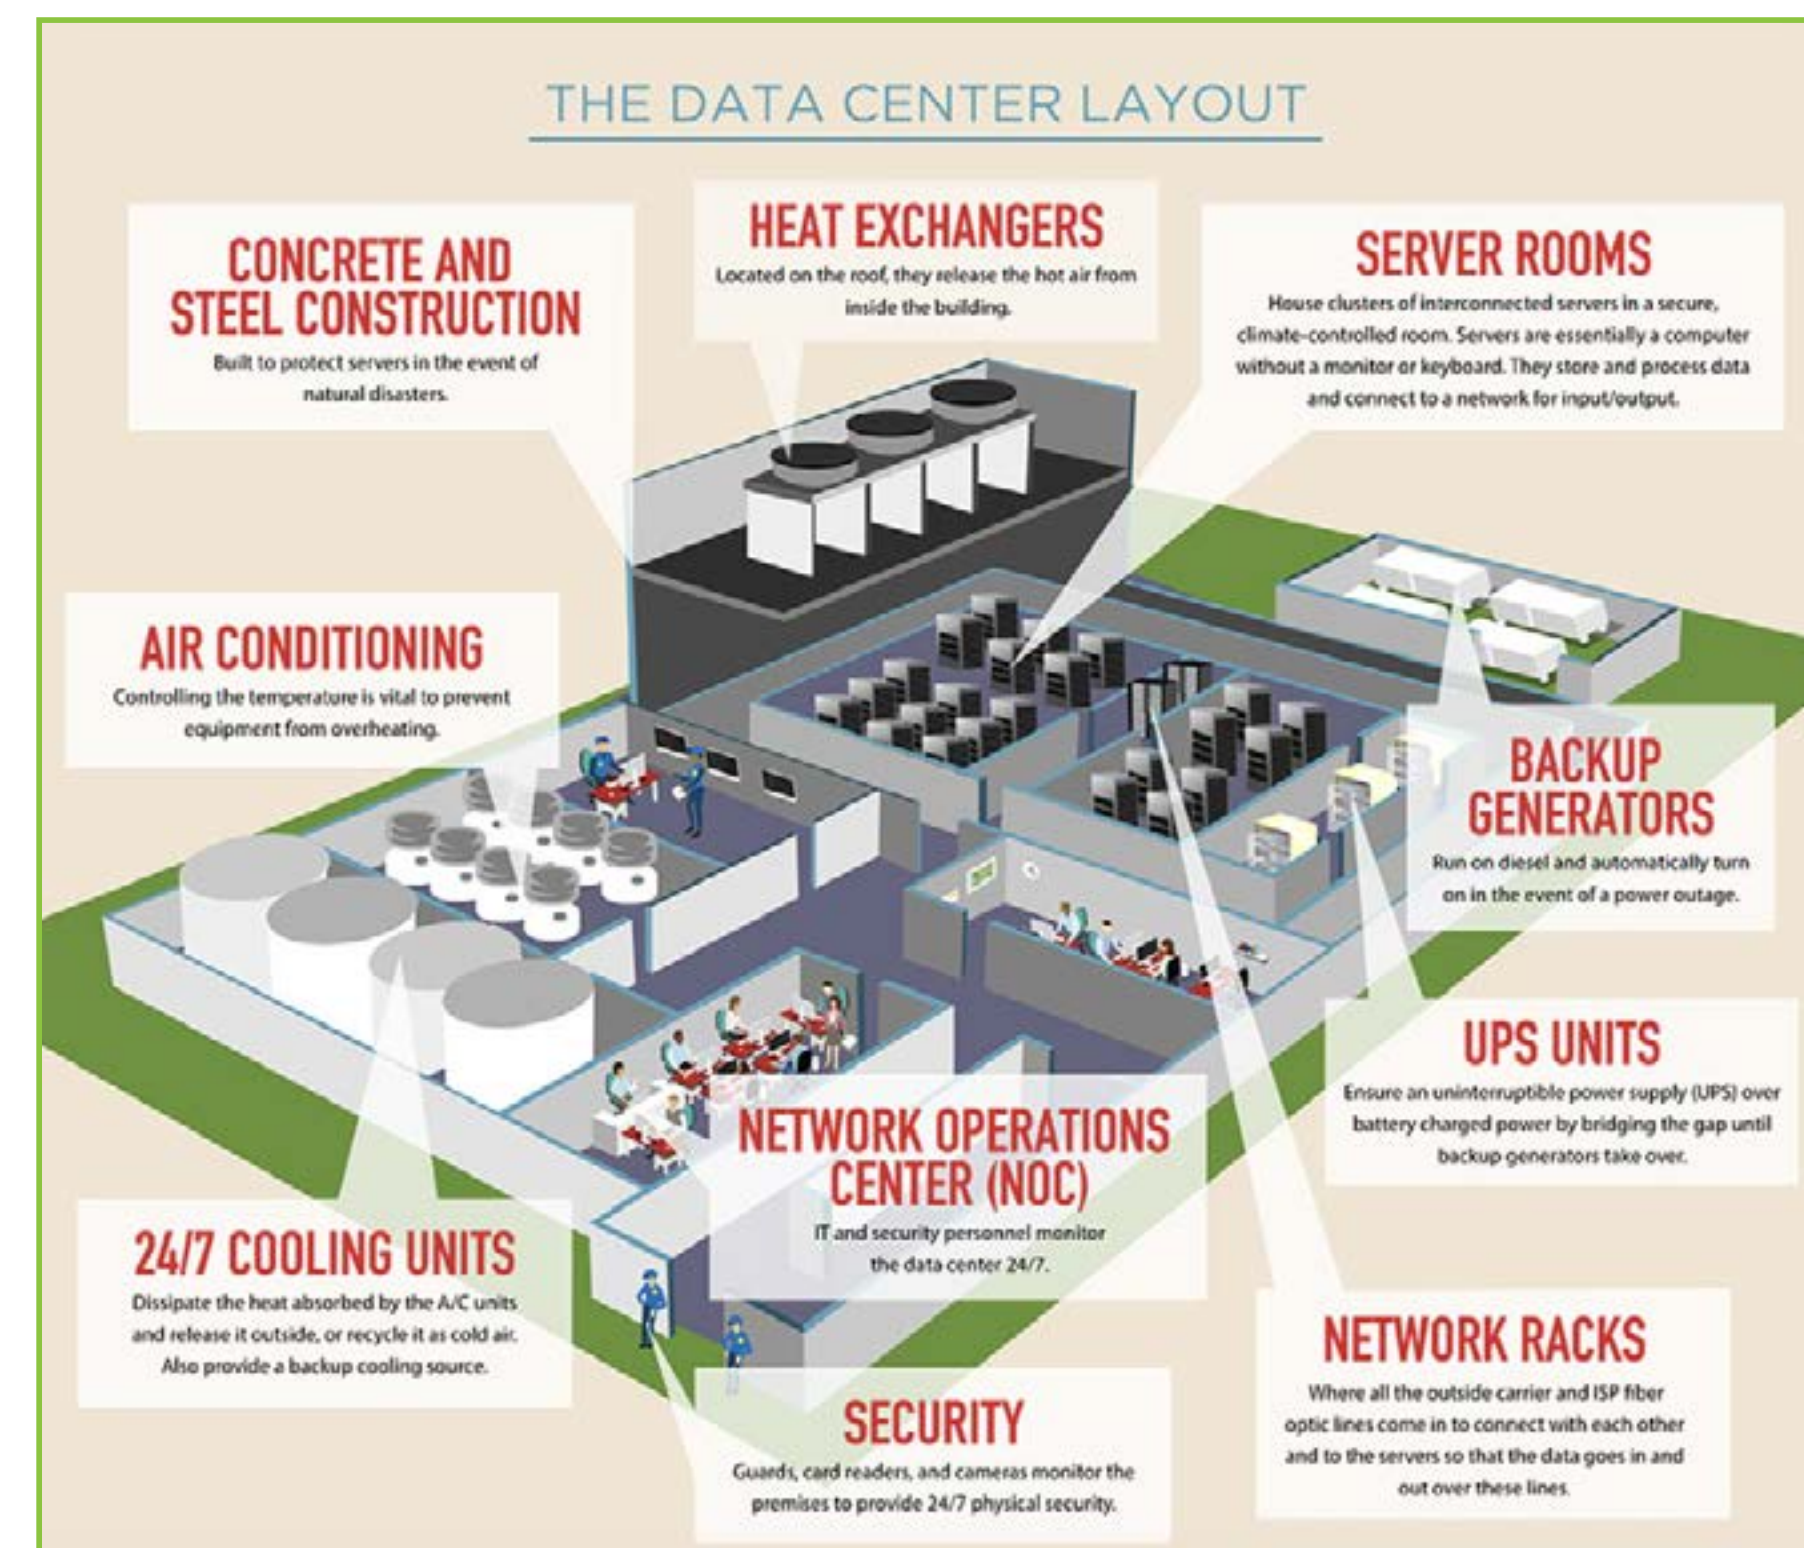 THE DATA CENTER LAYOUT
CONCRETE AND
STEEL CONSTRUCTION
Built to protect servers in the event of
natural disasters.
HEAT EXCHANGERS
Located on the roof, they release the hot air from
inside the building.
SERVER ROOMS
House clusters of interconnected servers in a secure,
climate-controlled room. Servers are essentially a computer
without a monitor or keyboard. They store and process data
and connect to a network for input/output.
AIR CONDITIONING
Controlling the temperature is vital to prevent
equipment from overheating.
BACKUP
GENERATORS
Run on diesel and automatically turn
on in the event of a power outage.
UPS UNITS
Ensure an uninterruptible power supply (UPS) over
battery charged power by bridging the gap until
backup generators take over.
NETWORK OPERATIONS
CENTER (NOC)
IT and security personnel monitor
the data center 24/7.
24/7 COOLING UNITS
Dissipate the heat absorbed by the A/C units
and release it outside, or recycle it as cold air.
Also provide a backup cooling source.
NETWORK RACKS
Where all the outside carrier and ISP fiber
optic lines come in to connect with each other
and to the servers so that the data goes in and
out over these lines.
SECURITY
Guards, card readers, and cameras monitor the
premises to provide 24/7 physical security.